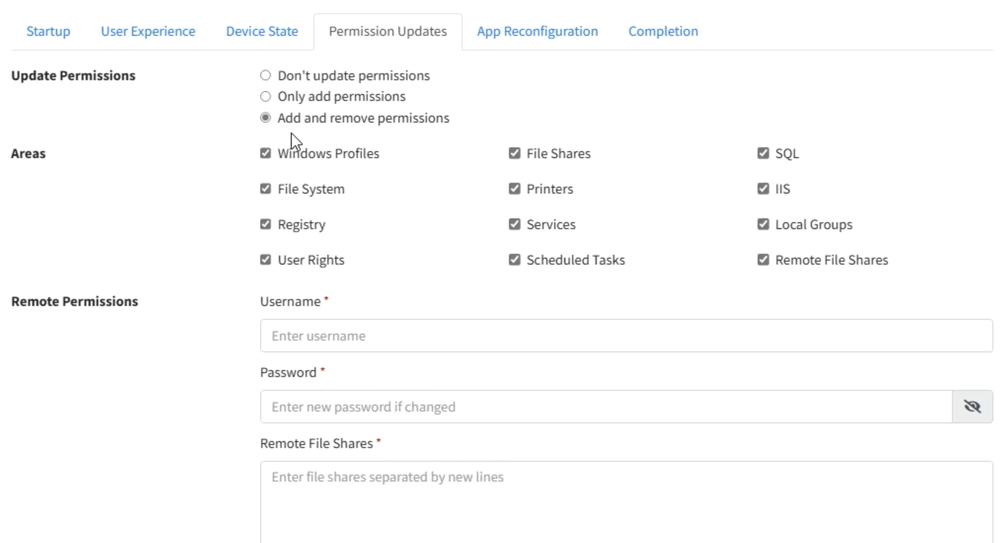 Startup User Experience Device State Permission Updates App Reconfiguration Completion
Update Permissions Don't update permissions
Only add permissions
Add and remove permissions
Areas Windows Profiles File Shares SQL
File System Printers IIS
Registry Services Local Groups
User Rights Scheduled Tasks Remote File Shares
Remote Permissions Username *
Enter username
Password *
Enter new password if changed
Remote File Shares *
Enter file shares separated by new lines